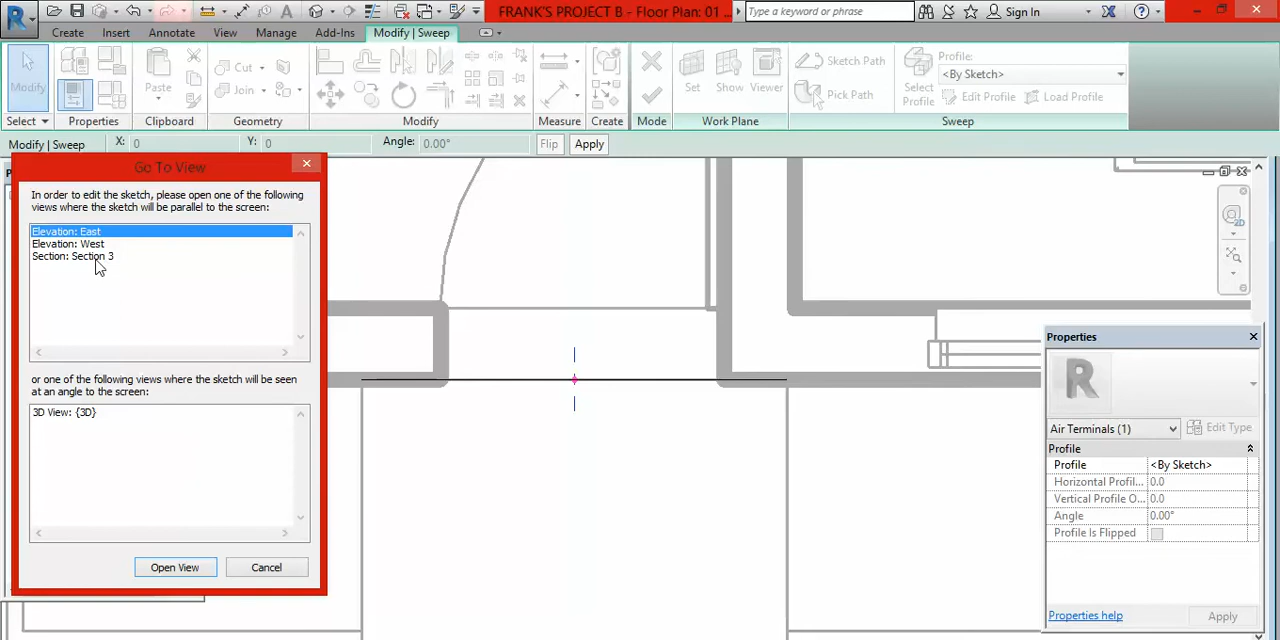 R
FRANK'S PROJECT B - Floor Plan: 01 ...
Type a keyword or phrase
Sign In
Create
Insert
Annotate
View
Manage
Add-Ins
Modify | Sweep
Modify
Paste
Cut
Join
Set
Show
Viewer
Sketch Path
Pick Path
Select
Profile
Profile:
<By Sketch>
Edit Profile
Load Profile
Select
Properties
Clipboard
Geometry
Modify
Measure
Create
Mode
Work Plane
Sweep
Modify | Sweep
X:
0
Y:
0
Angle:
0.00°
Flip
Apply
Go To View
In order to edit the sketch, please open one of the following
views where the sketch will be parallel to the screen:
Elevation: East
Elevation: West
Section: Section 3
or one of the following views where the sketch will be seen
at an angle to the screen:
3D View: {3D}
Open View
Cancel
P
2D
Properties
R
Air Terminals (1)
Edit Type
Profile
Profile
<By Sketch>
Horizontal Profil...
0.0
Vertical Profile O...
0.0
Angle
0.00°
Profile Is Flipped
Properties help
Apply